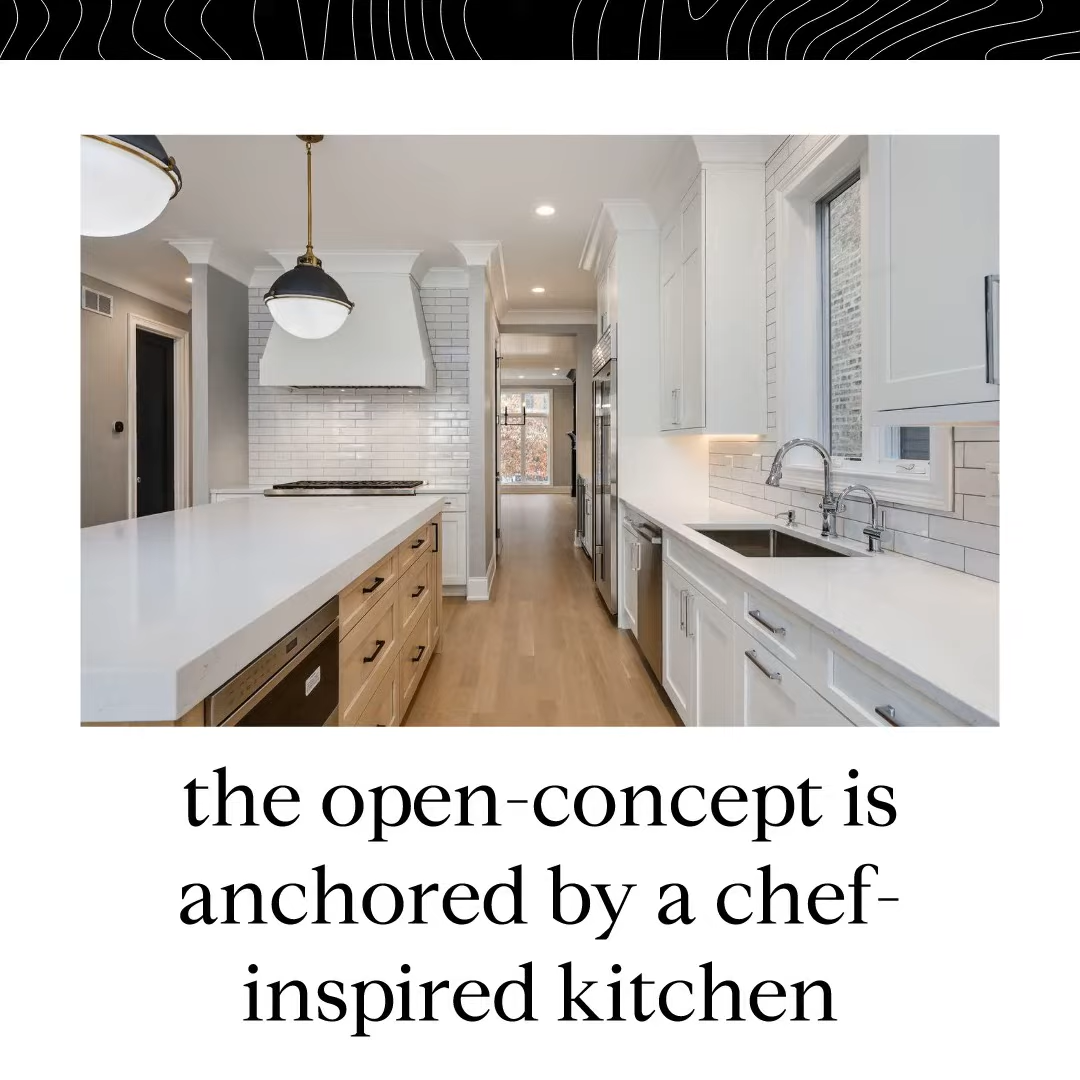 the open-concept is
anchored by a chef-
inspired kitchen